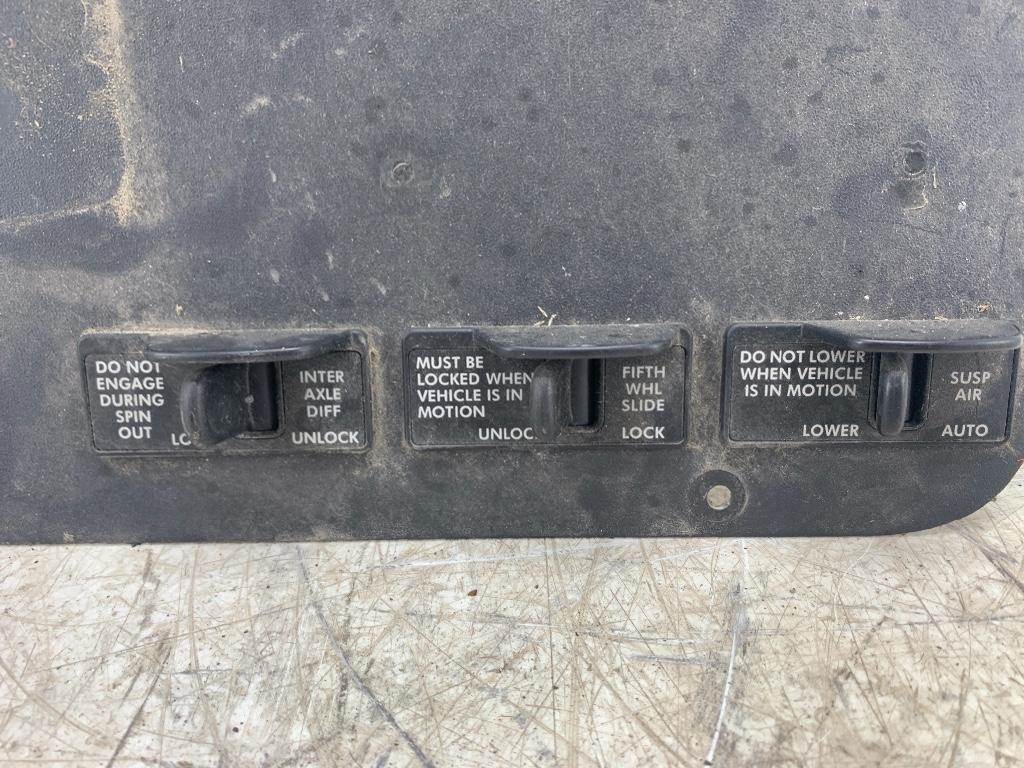 DO NOT
ENGAGE
DURING
SPIN
OUT
INTER
AXLE
DIFF
UNLOCK
MUST BE
LOCKED WHEN
VEHICLE IS IN
MOTION
FIFTH
WHL
SLIDE
LOCK
DO NOT LOWER
WHEN VEHICLE
IS IN MOTION
SUSP
AIR
LOWER
AUTO